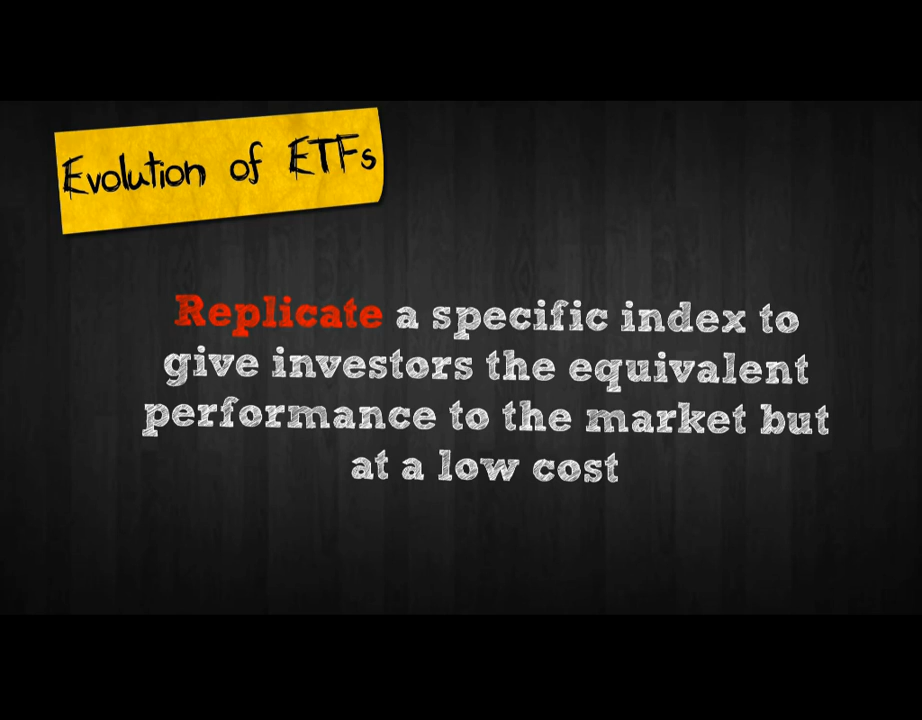 Evolution of ETFs
Replicate a specific index to
give investors the equivalent
performance to the market but
at a low cost